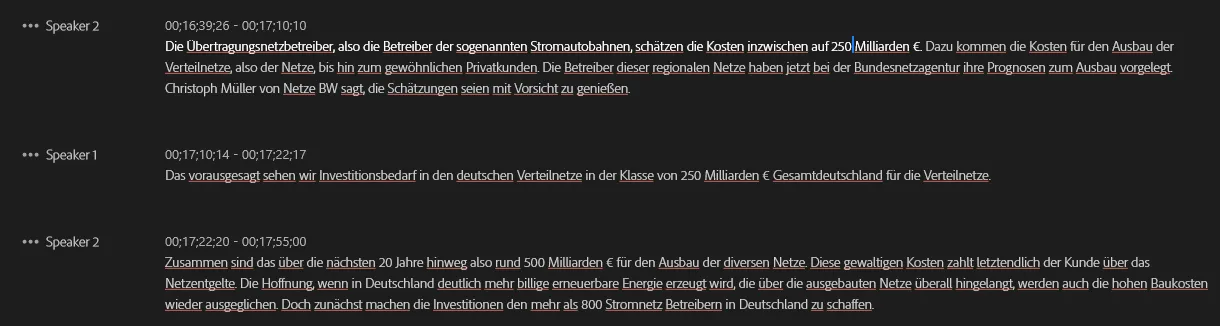 Speaker 2
00;16;39;26 - 00;17;10;10
Die Übertragungsnetzbetreiber, also die Betreiber der sogenannten Stromautobahnen, schätzen die Kosten inzwischen auf 250 Milliarden €. Dazu kommen die Kosten für den Ausbau der
Verteilnetze, also der Netze, bis hin zum gewöhnlichen Privatkunden. Die Betreiber dieser regionalen Netze haben jetzt bei der Bundesnetzagentur ihre Prognosen zum Ausbau vorgelegt.
Christoph Müller von Netze BW sagt, die Schätzungen seien mit Vorsicht zu genießen.
Speaker 1
00;17;10;14 - 00;17;22;17
Das vorausgesagt sehen wir Investitionsbedarf in den deutschen Verteilnetze in der Klasse von 250 Milliarden € Gesamtdeutschland für die Verteilnetze.
Speaker 2
00;17;22;20 - 00;17;55;00
Zusammen sind das über die nächsten 20 Jahre hinweg also rund 500 Milliarden € für den Ausbau der diversen Netze. Diese gewaltigen Kosten zahlt letztendlich der Kunde über das
Netzentgelte. Die Hoffnung, wenn in Deutschland deutlich mehr billige erneuerbare Energie erzeugt wird, die über die ausgebauten Netze überall hingelangt, werden auch die hohen Baukosten
wieder ausgeglichen. Doch zunächst machen die Investitionen den mehr als 800 Stromnetz Betreibern in Deutschland zu schaffen.